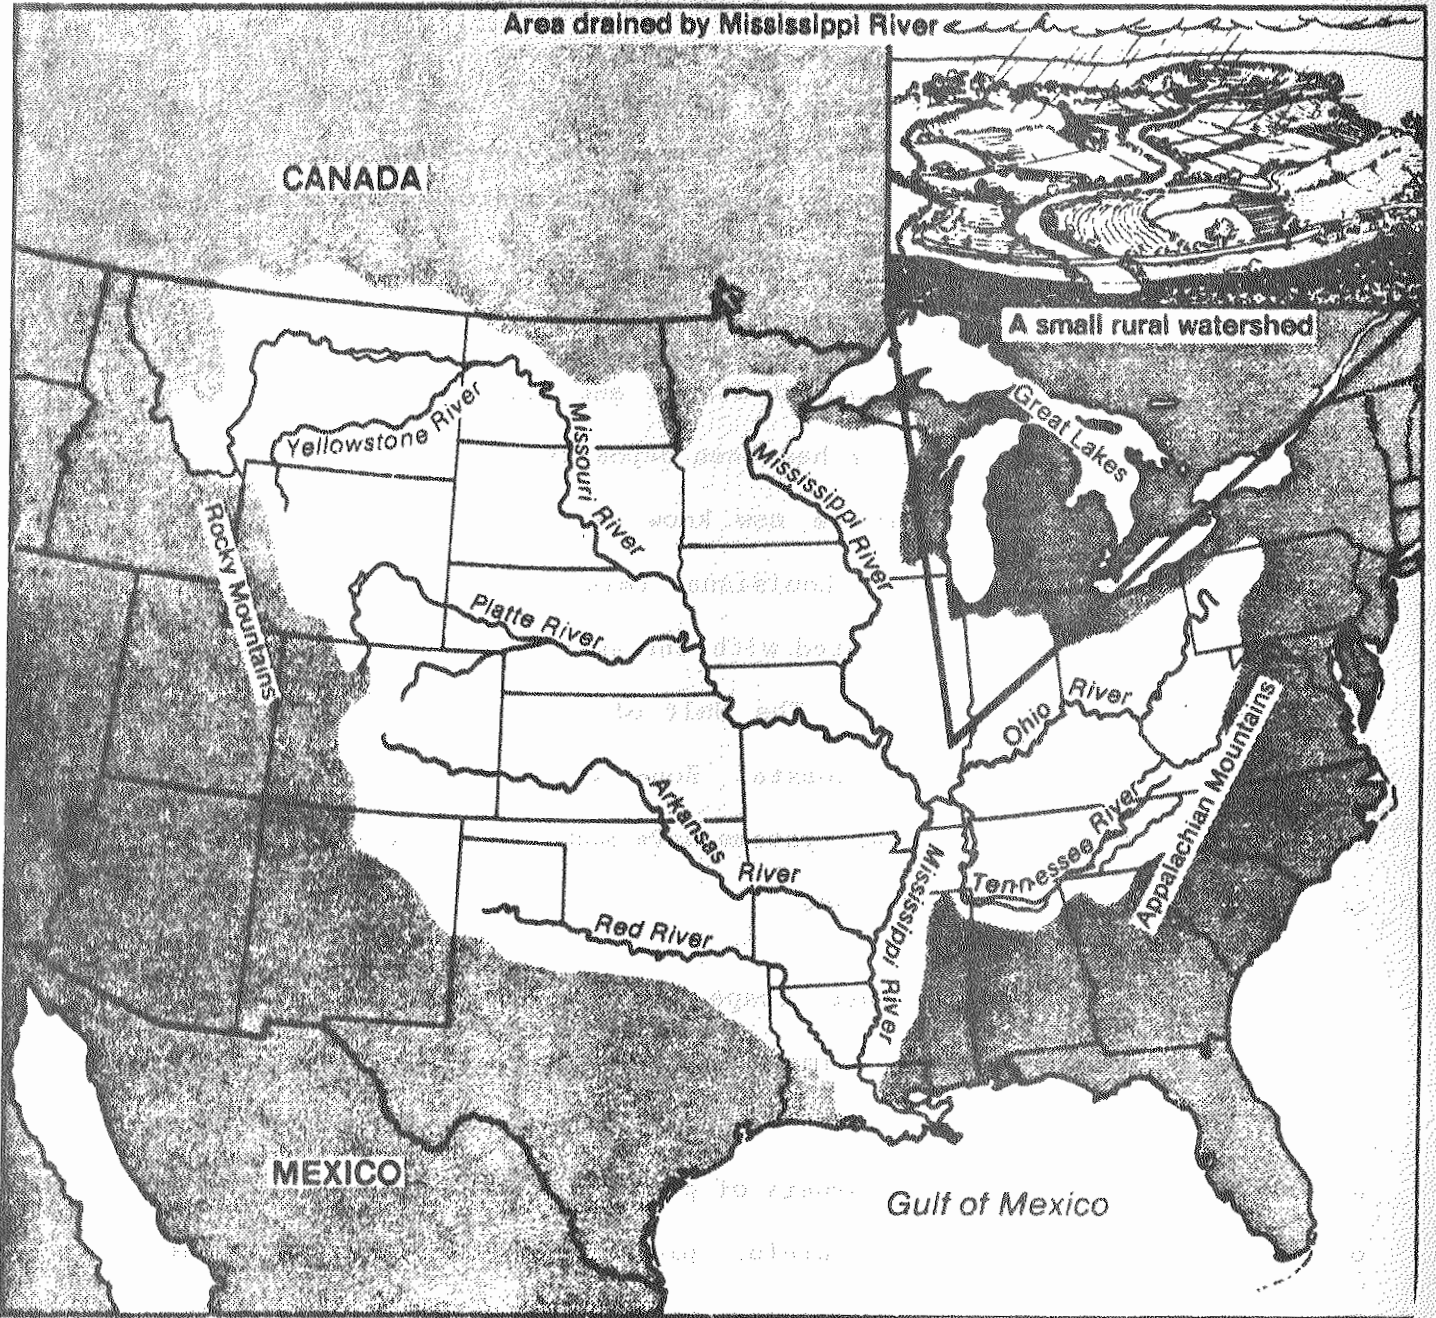 Area drained by Mississippi River
CANADA
A small rural watershed
Great Lakes
Yellowstone River
Missouri River
Mississippi River
Rocky Mountains
Platte River
Ohio River
Appalachian Mountains
Arkansas River
Tennessee River
Mississippi River
Red River
MEXICO
Gulf of Mexico